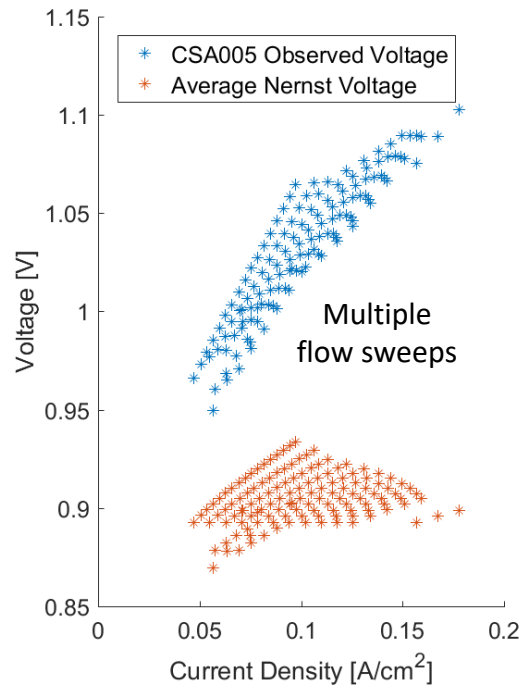 CSA005 Observed Voltage
Average Nernst Voltage
1.15
1.1
1.05
1
0.95
0.9
0.85
Voltage [V]
Multiple
flow sweeps
0
0.05
0.1
0.15
0.2
Current Density [A/cm²]